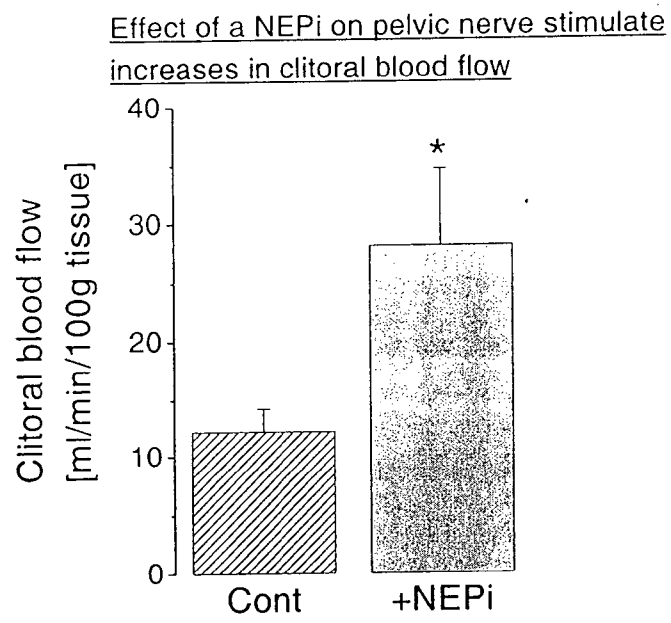 Effect of a NEPi on pelvic nerve stimulate
increases in clitoral blood flow
Clitoral blood flow
[ml/min/100g tissue]
40
30
20
10
0
*
Cont
+NEPi